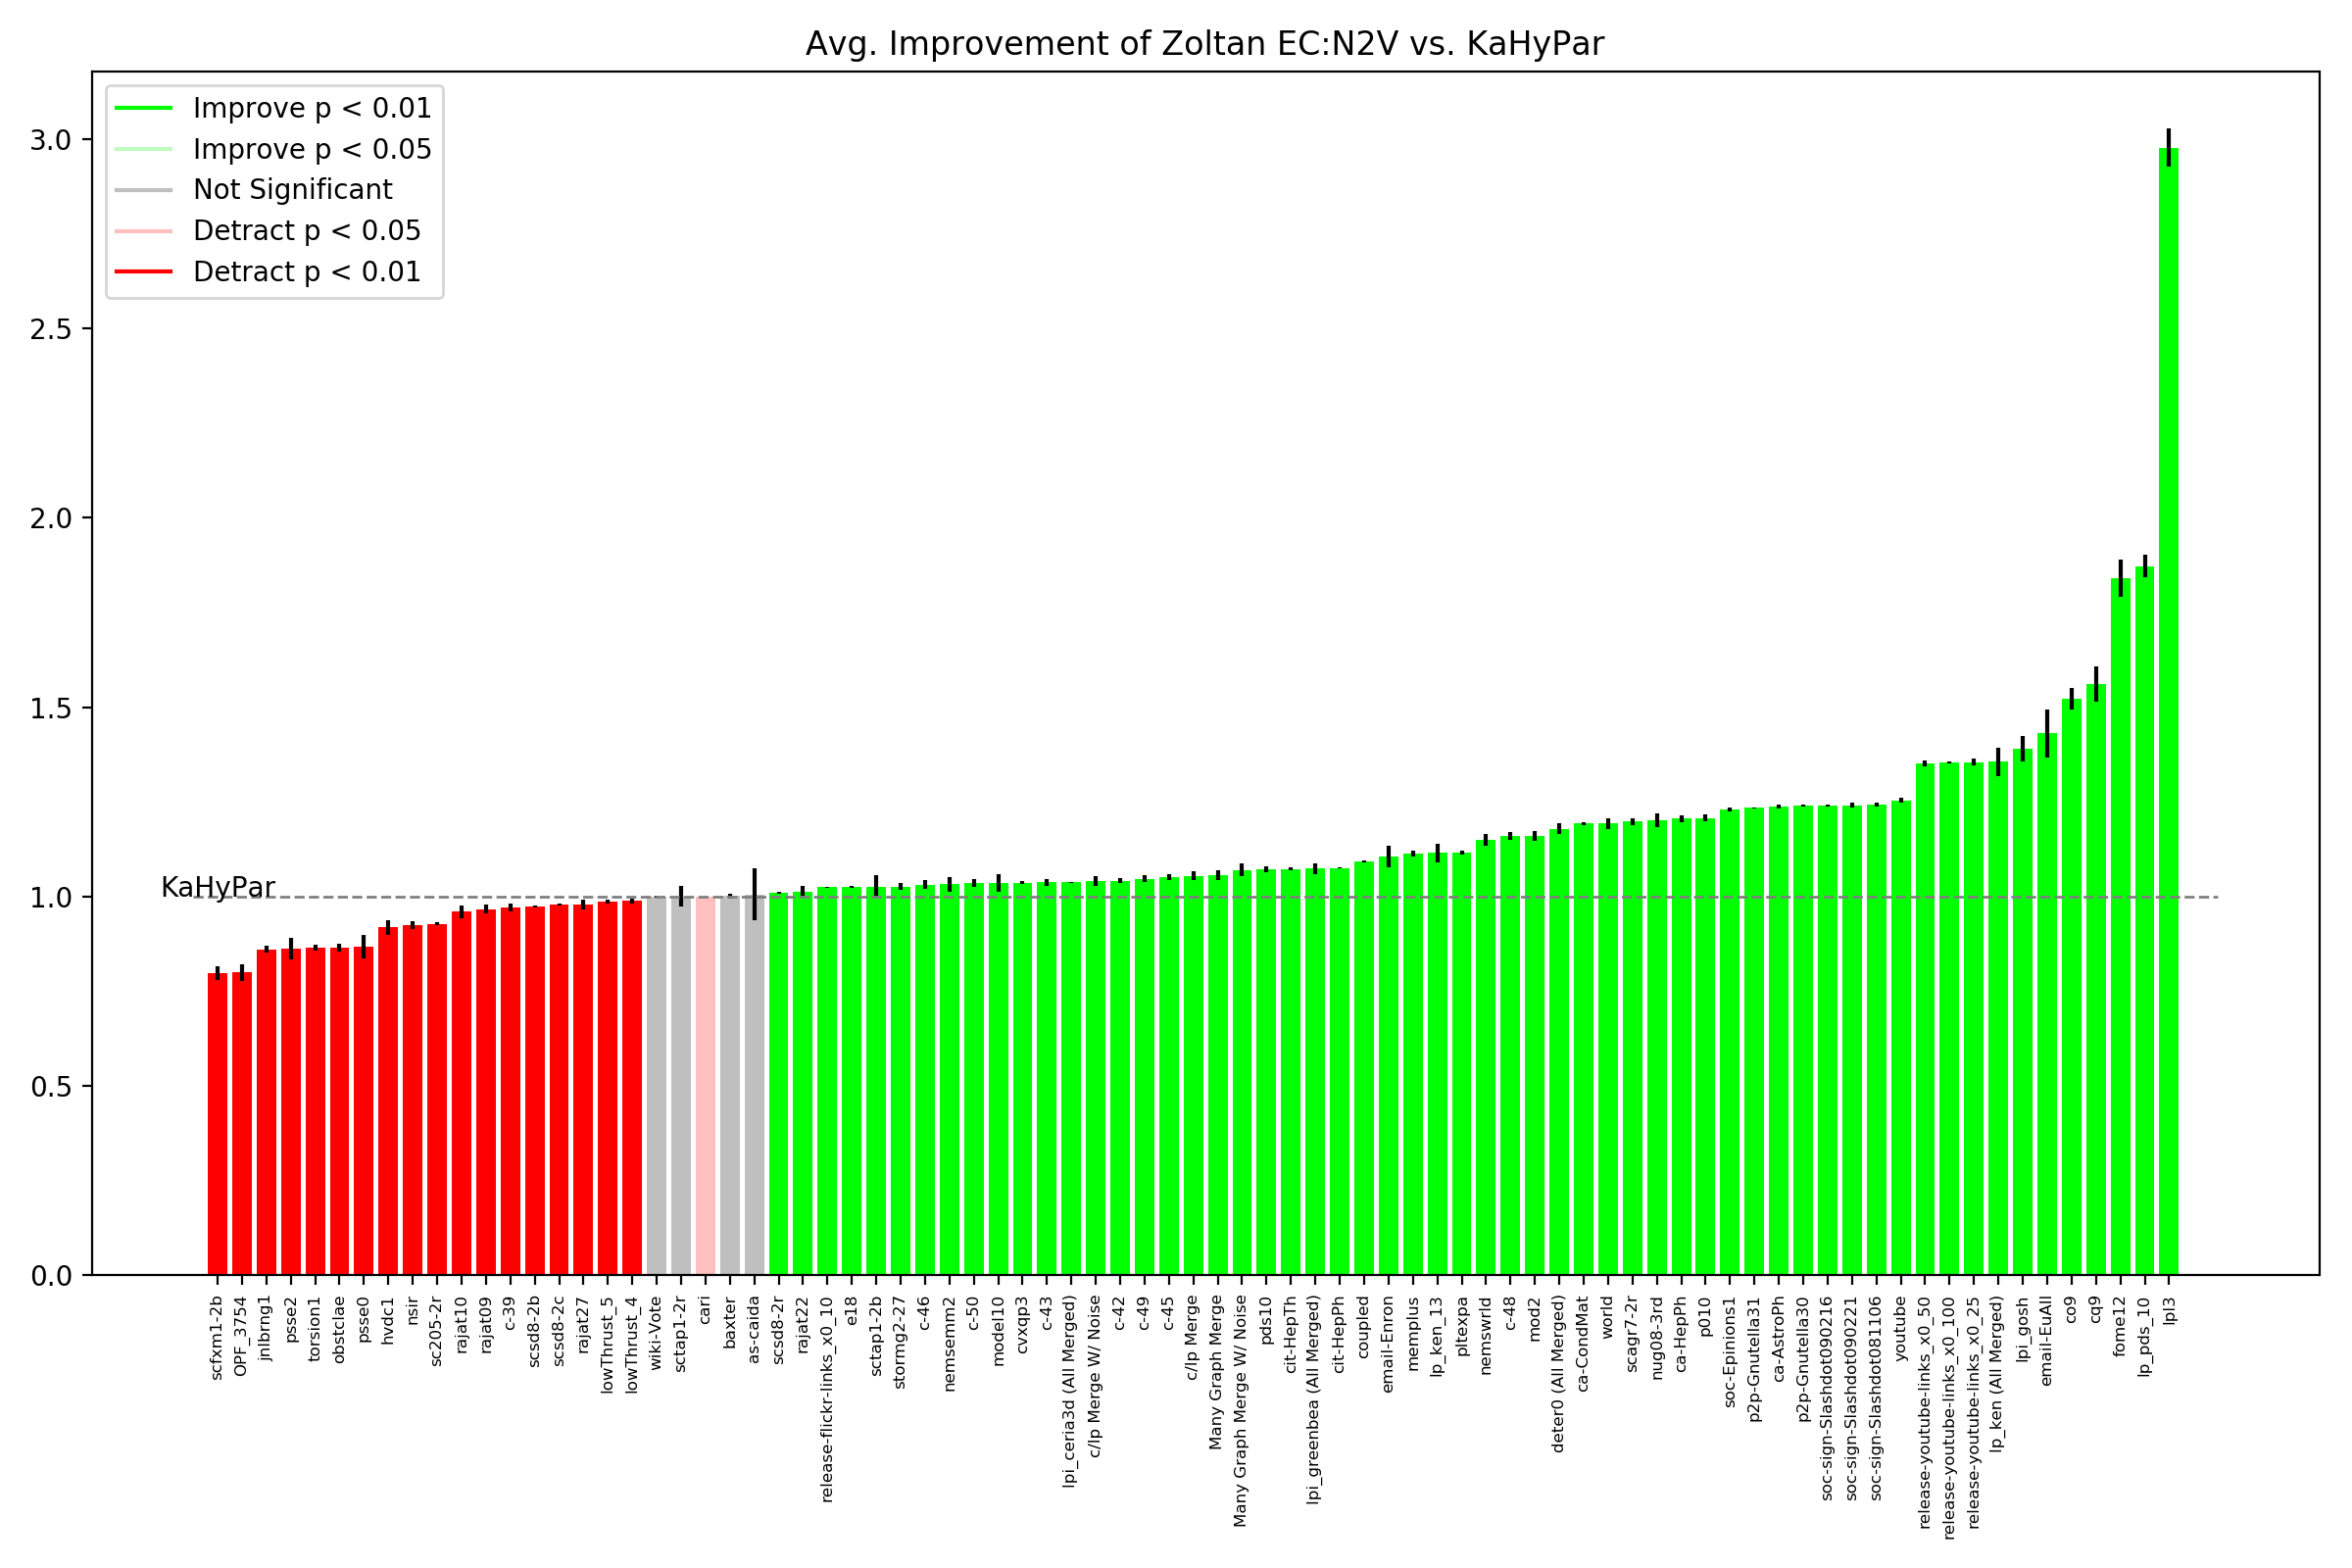 Avg. Improvement of Zoltan EC:N2V vs. KaHyPar
Improve p < 0.01
Improve p < 0.05
Not Significant
Detract p < 0.05
Detract p < 0.01
3.0
2.5
2.0
1.5
1.0
0.5
0.0
KaHyPar
scfxm1-2b
OPF_3754
jnlbrng1
psse2
torsion1
obstclae
psse0
hvdc1
nsir
sc205-2r
rajat10
rajat09
c-39
scsd8-2b
scsd8-2c
rajat27
lowThrust_5
lowThrust_4
wiki-Vote
sctap1-2r
cari
baxter
as-caida
scsd8-2r
rajat22
release-flickr-links_x0_10
e18
sctap1-2b
stormg2-27
c-46
nemsemm2
c-50
model10
cvxqp3
c-43
lpi_ceria3d (All Merged)
c/lp Merge W/ Noise
c-42
c-49
c-45
c/lp Merge
Many Graph Merge
Many Graph Merge W/ Noise
pds10
cit-HepTh
lpi_greenbea (All Merged)
cit-HepPh
coupled
email-Enron
memplus
lp_ken_13
pltexpa
nemswrld
c-48
mod2
deter0 (All Merged)
ca-CondMat
world
scagr7-2r
nug08-3rd
ca-HepPh
p010
soc-Epinions1
p2p-Gnutella31
ca-AstroPh
p2p-Gnutella30
soc-sign-Slashdot090216
soc-sign-Slashdot090221
soc-sign-Slashdot081106
youtube
release-youtube-links_x0_50
release-youtube-links_x0_100
release-youtube-links_x0_25
lp_ken (All Merged)
lpi_gosh
email-EuAll
co9
cq9
fome12
lp_pds_10
lpl3